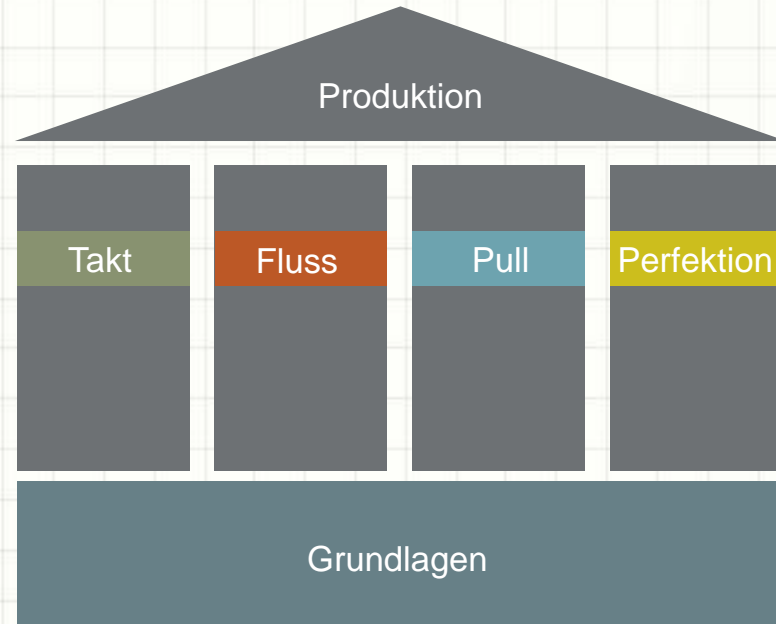 Produktion
Takt
Fluss
Pull
Perfektion
Grundlagen